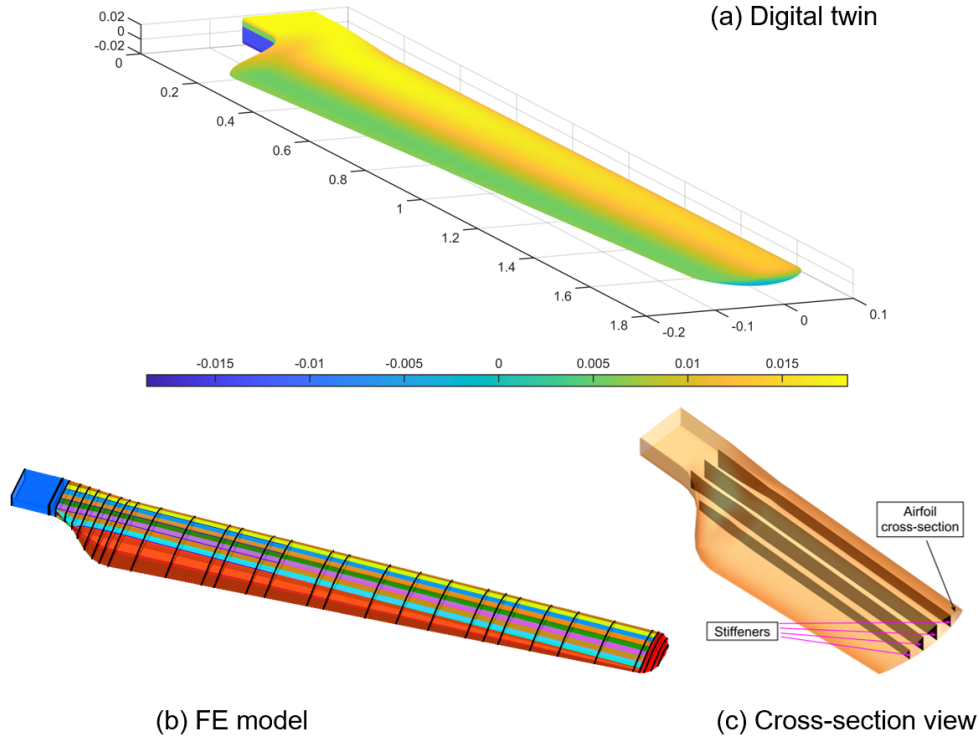 (a) Digital twin
0.02
0
-0.02
0
0.2
0.4
0.6
0.8
1
1.2
1.4
1.6
1.8
-0.2
-0.1
0
0.1
-0.015 -0.01 -0.005 0 0.005 0.01 0.015
Airfoil
cross-section
Stiffeners
(b) FE model
(c) Cross-section view